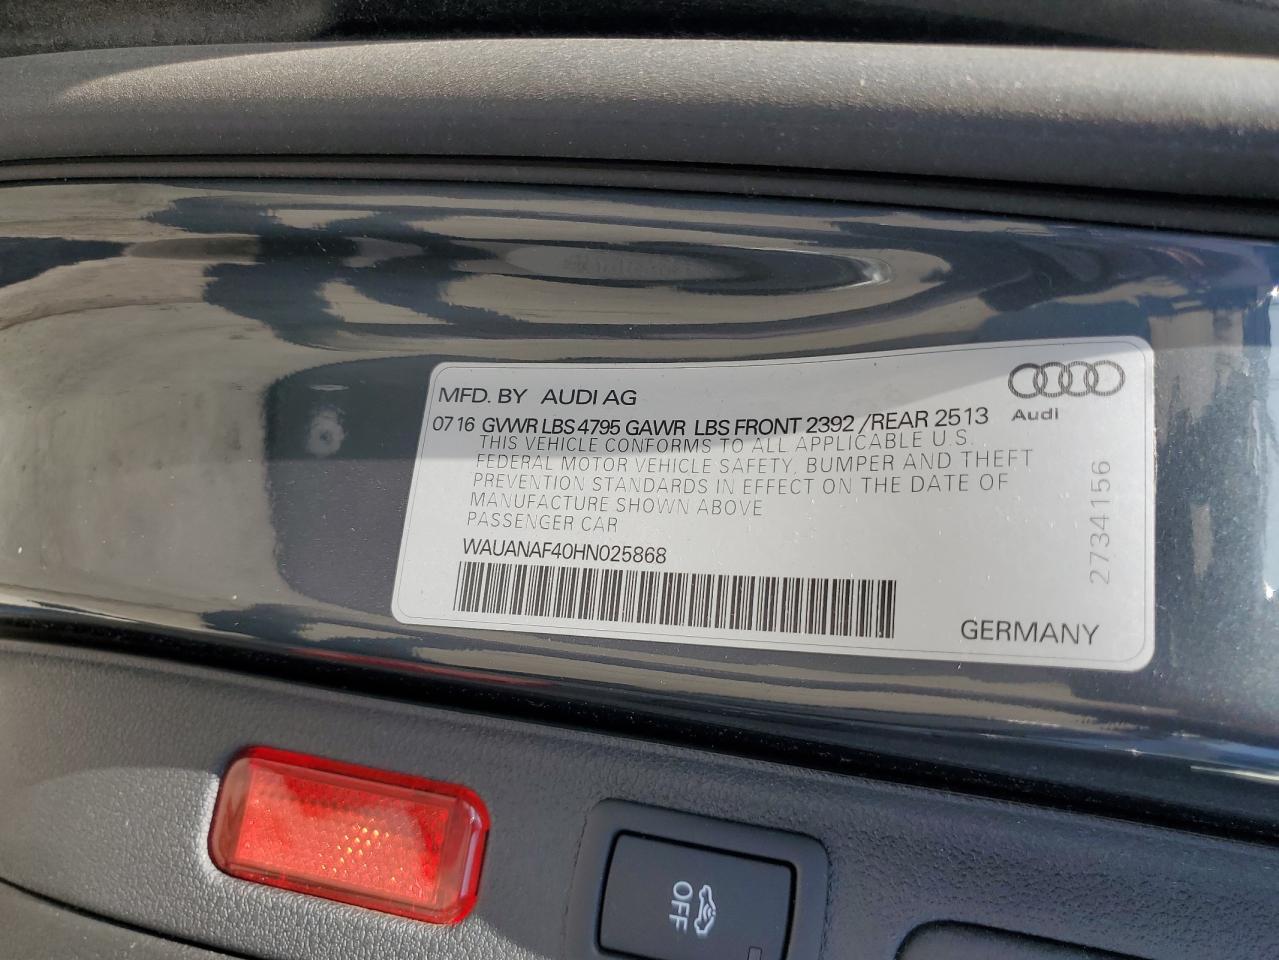 MFD. BY AUDI AG
Audi
07 16 GVWR LBS 4795 GAWR LBS FRONT 2392 /REAR 2513
THIS VEHICLE CONFORMS TO ALL APPLICABLE U.S.
FEDERAL MOTOR VEHICLE SAFETY, BUMPER AND THEFT
PREVENTION STANDARDS IN EFFECT ON THE DATE OF
MANUFACTURE SHOWN ABOVE
PASSENGER CAR
WAUANAF40HN025868
2734156
GERMANY
OFF